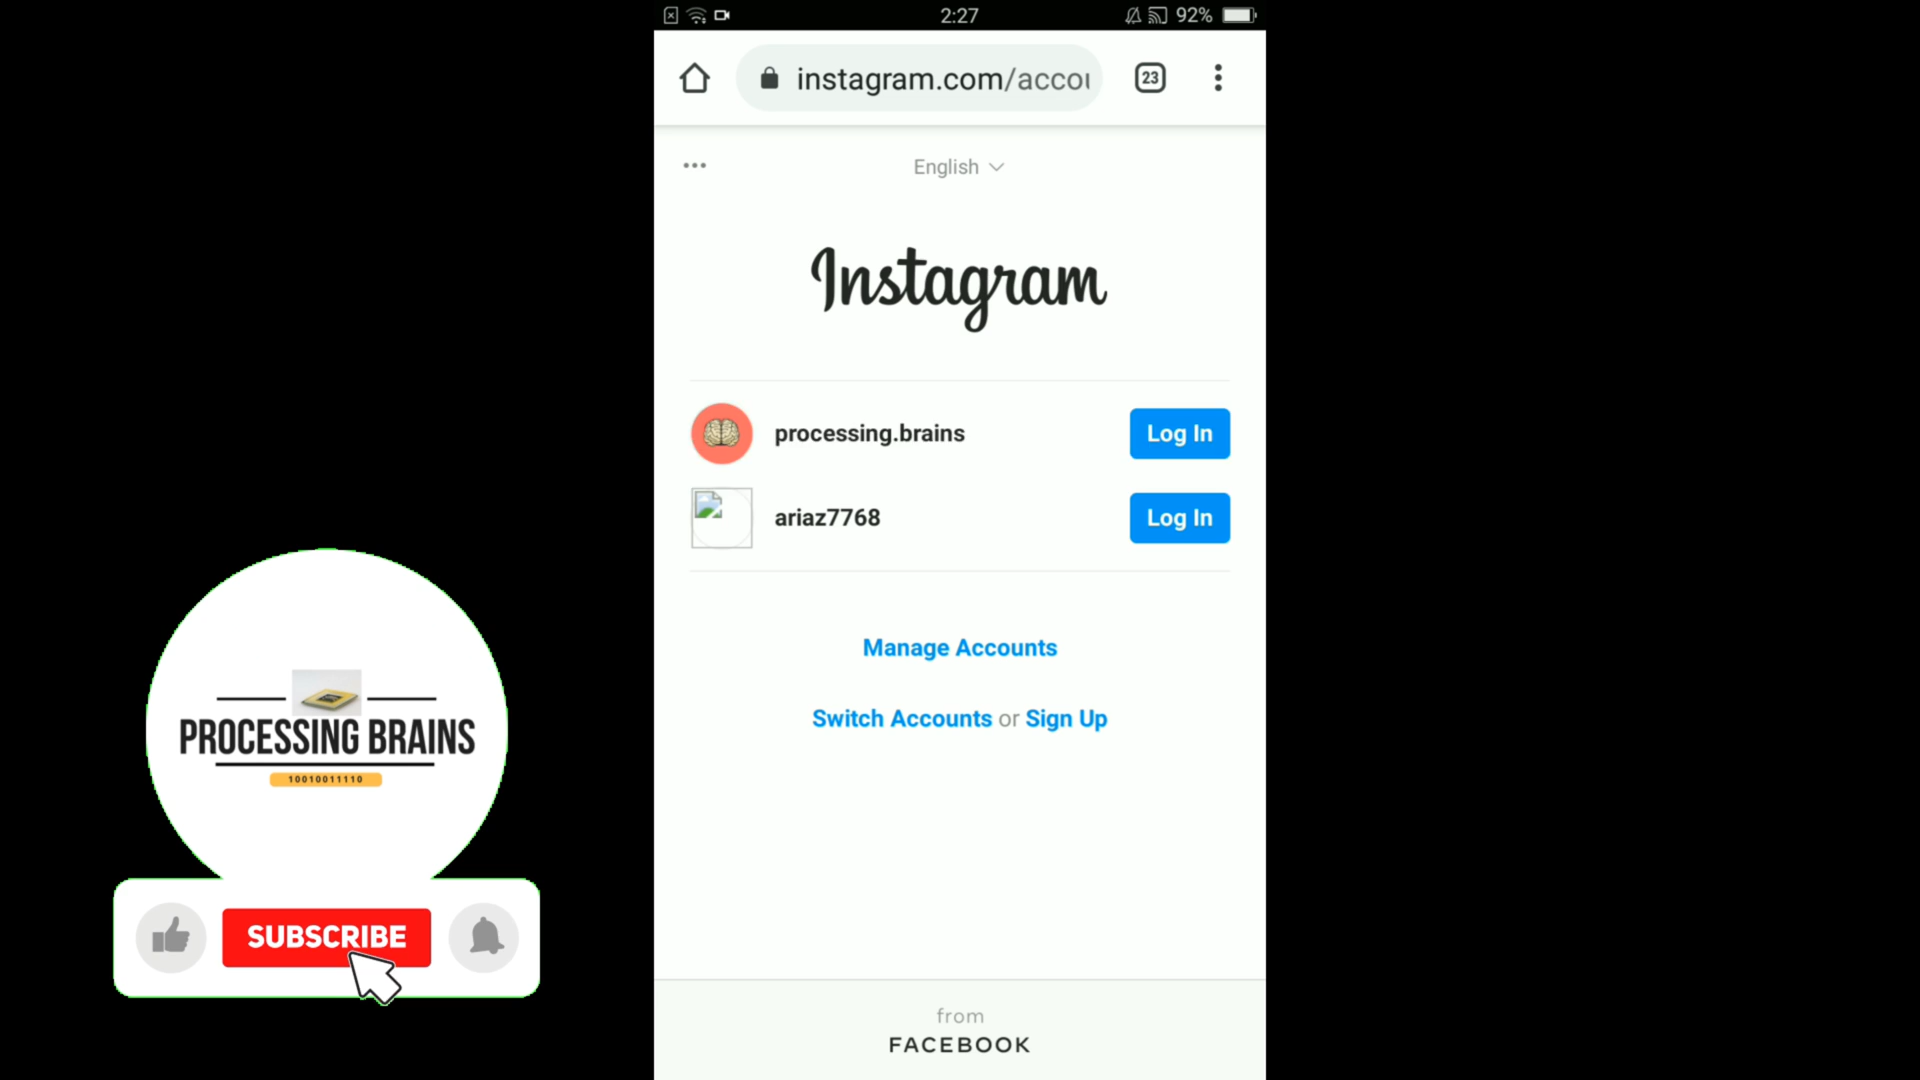 2:27
92%
instagram.com/accou
23
English
Instagram
processing.brains
Log In
ariaz7768
Log In
Manage Accounts
Switch Accounts or Sign Up
from
FACEBOOK
PROCESSING BRAINS
10010011110
SUBSCRIBE